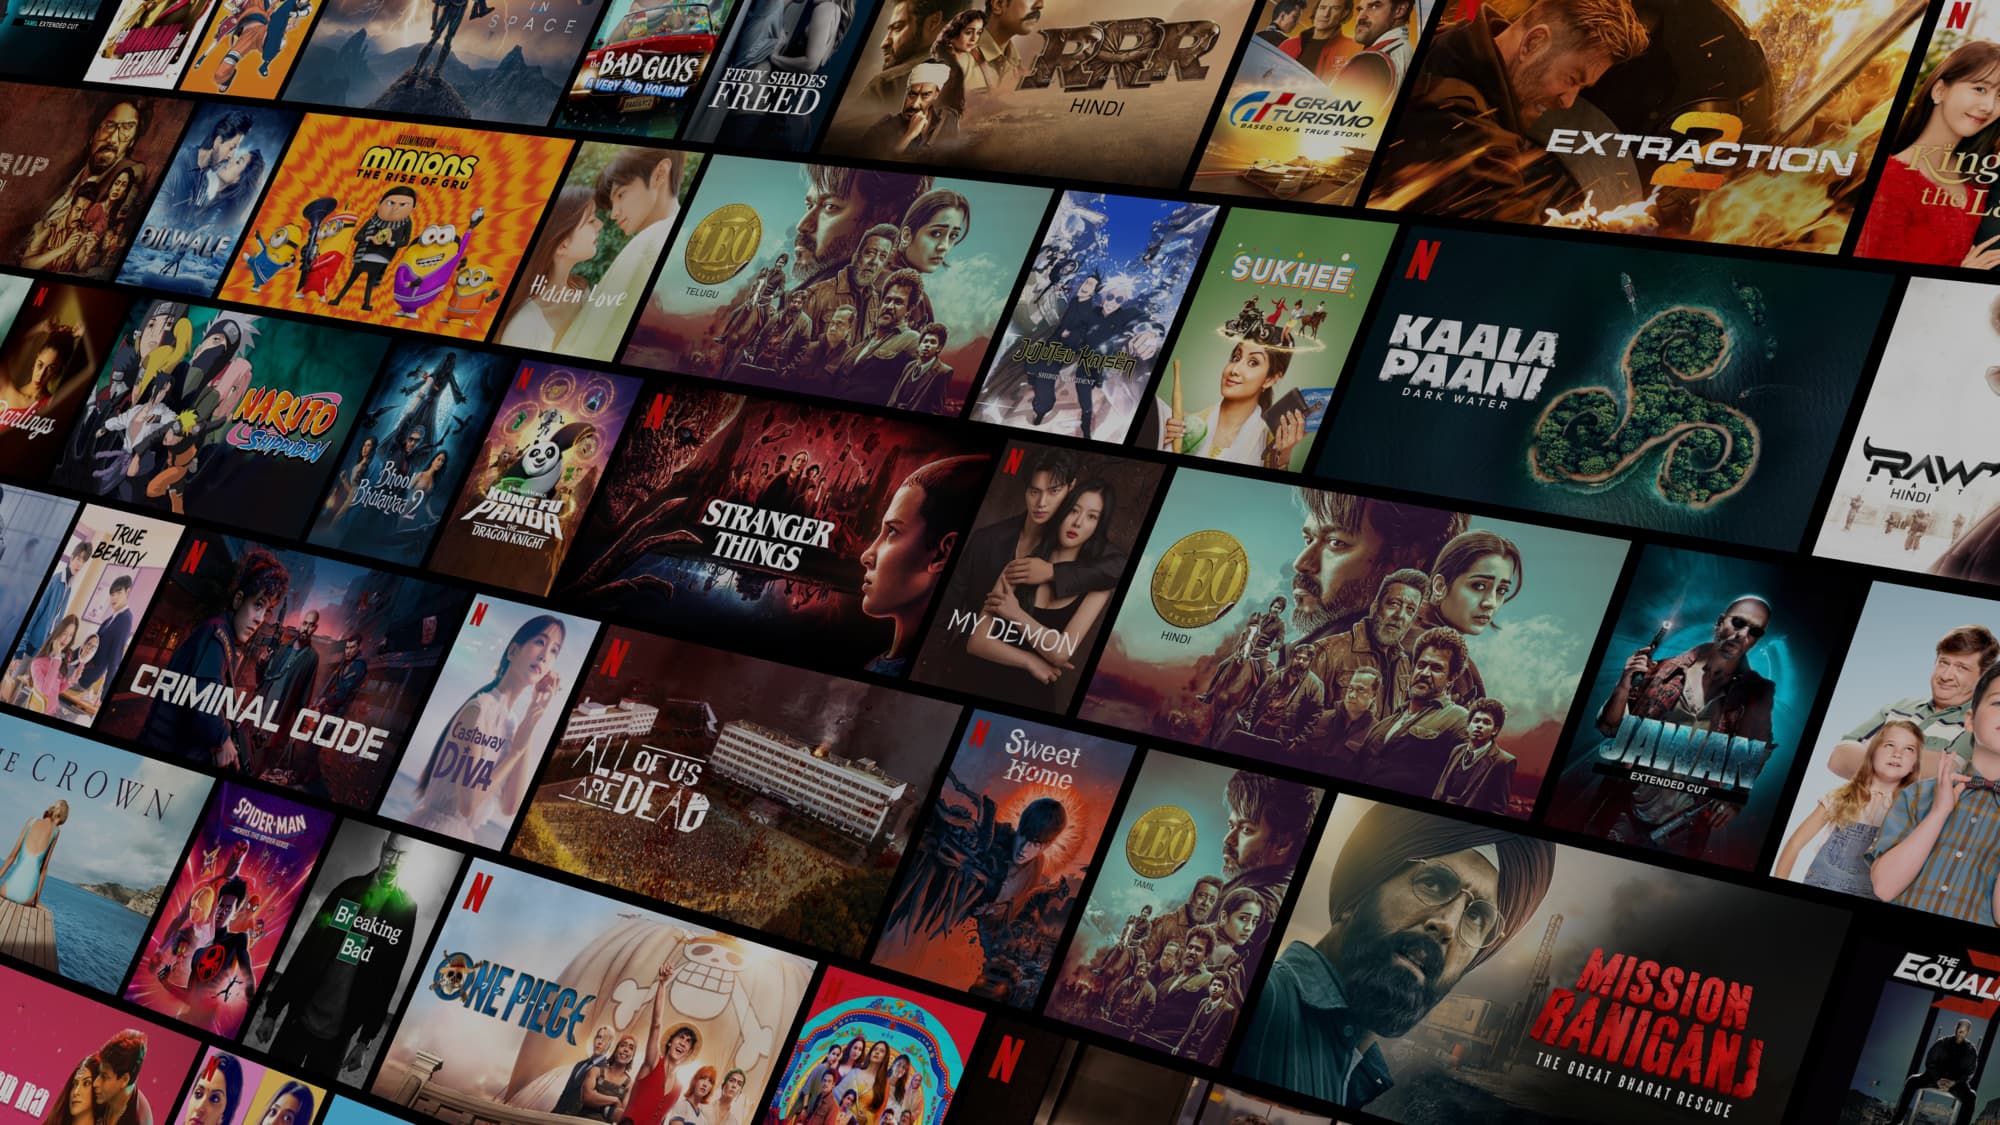 TAMIL EXTENDED CUT
DEEWANI
IN
SPACE
the BAD GUYS
A VERY BAD HOLIDAY
FIFTY SHADES
FREED
RRR
HINDI
GRAN
TURISMO
BASED ON A TRUE STORY
EXTRACTION
2
N
King
the La
RUP
DILWALE
ILLUMINATION PRESENTS
MINIONS
THE RISE OF GRU
Hidden Love
LEO
TELUGU
JUJUTSU KAISEN
SHIBUYA INCIDENT
SUKHEE
N
KAALA
PAANI
DARK WATER
RAW
BEAST
HINDI
N
Darlings
NARUTO
SHIPPUDEN
Bhool
Bhulaiyaa 2
N
KUNG FU
PANDA
THE
DRAGON KNIGHT
N
STRANGER
THINGS
N
MY DEMON
LEO
HINDI
JAWAN
EXTENDED CUT
TRUE
BEAUTY
N
CRIMINAL CODE
N
Castaway
DIVA
N
ALL OF US
ARE DEAD
N
Sweet
Home
LEO
TAMIL
MISSION
RANIGANJ
THE GREAT BHARAT RESCUE
THE
EQUAL
HE CROWN
SPIDER-MAN
ACROSS THE SPIDER-VERSE
Breaking
Bad
N
ONE PIECE
N
N